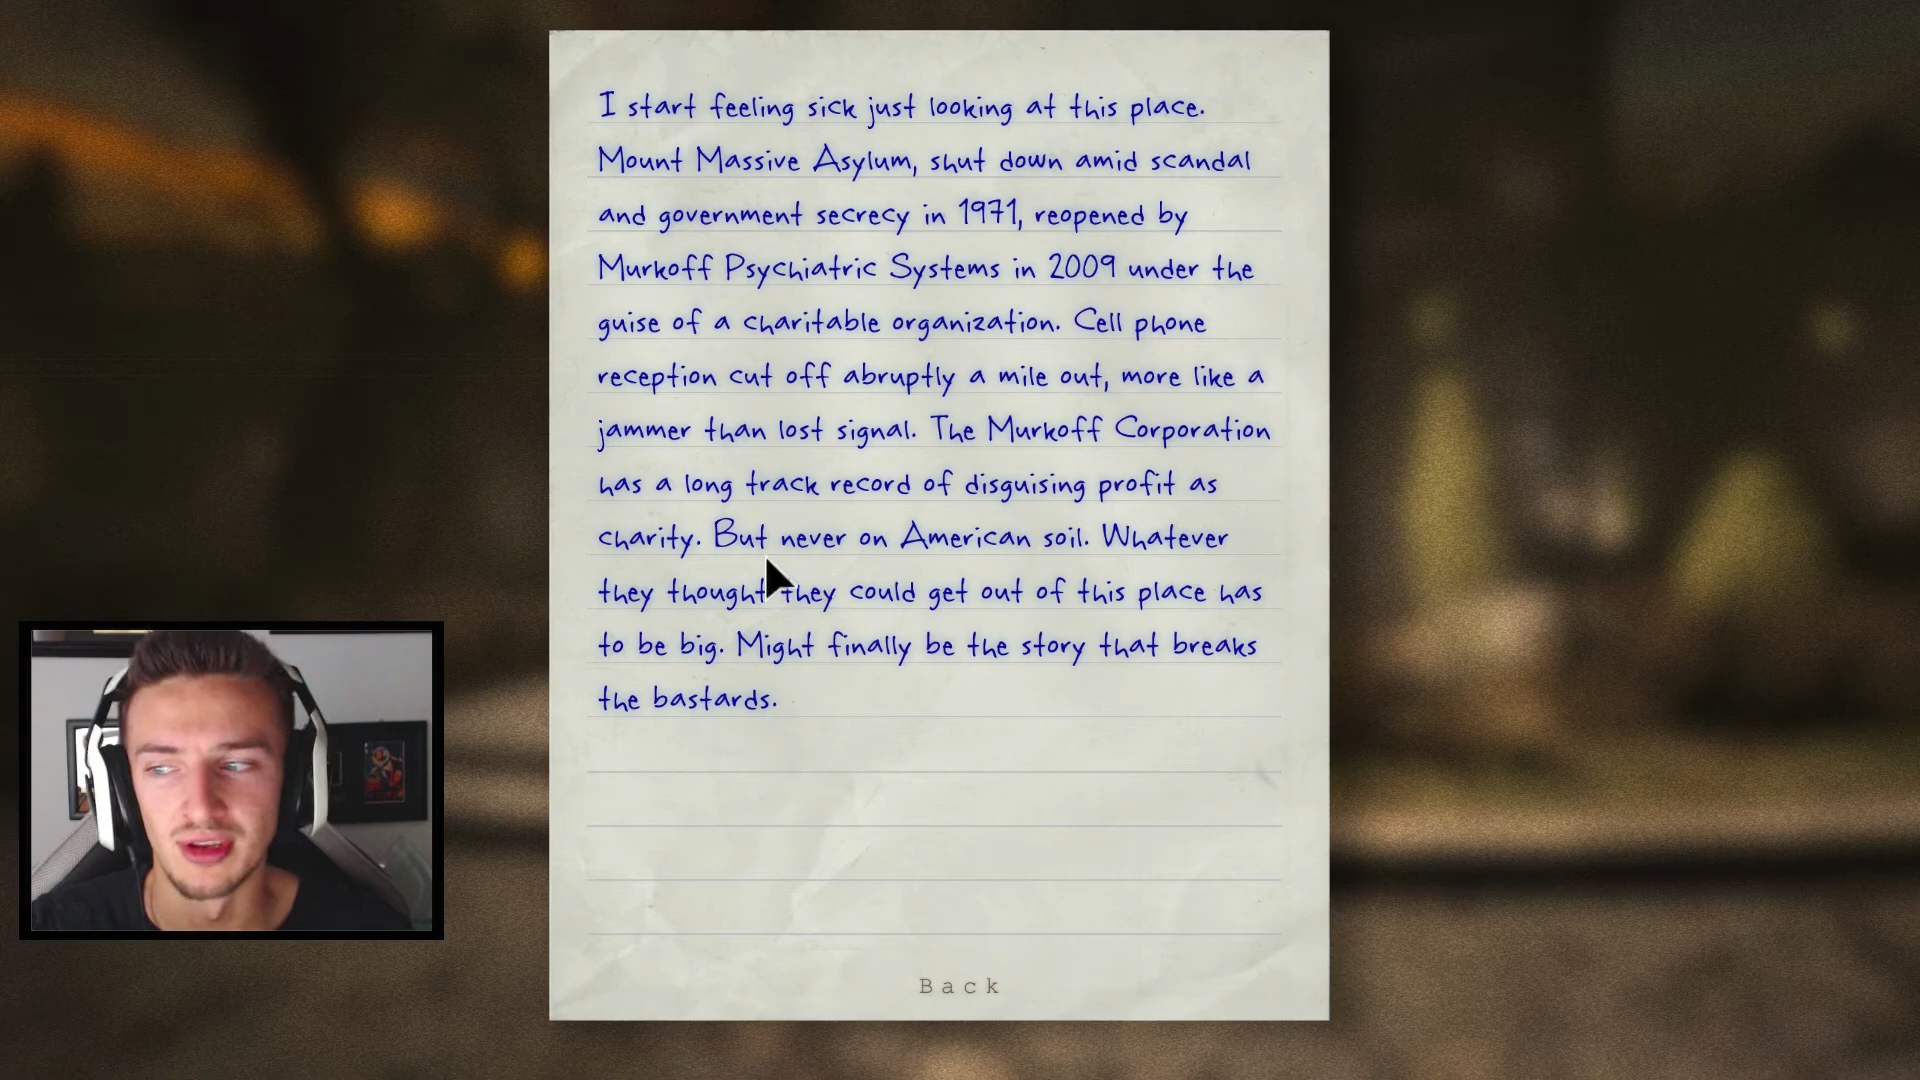 I start feeling sick just looking at this place.
Mount Massive Asylum, shut down amid scandal
and government secrecy in 1971, reopened by
Murkoff Psychiatric Systems in 2009 under the
guise of a charitable organization. Cell phone
reception cut off abruptly a mile out, more like a
jammer than lost signal. The Murkoff Corporation
has a long track record of disguising profit as
charity. But never on American soil. Whatever
they thought they could get out of this place has
to be big. Might finally be the story that breaks
the bastards.
Back